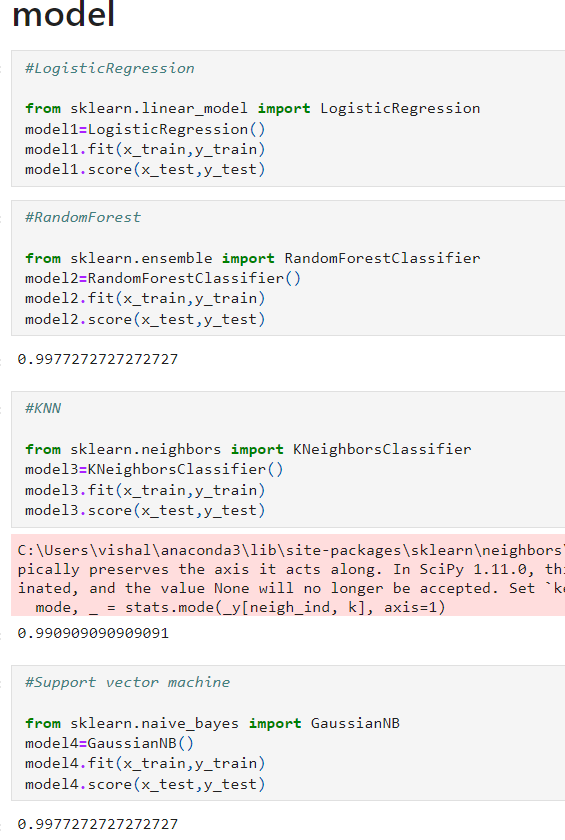 model
#LogisticRegression
from sklearn.linear_model import LogisticRegression
model1=LogisticRegression()
model1.fit(x_train,y_train)
model1.score(x_test,y_test)
#RandomForest
from sklearn.ensemble import RandomForestClassifier
model2=RandomForestClassifier()
model2.fit(x_train,y_train)
model2.score(x_test,y_test)
0.9977272727272727
#KNN
from sklearn.neighbors import KNeighborsClassifier
model3=KNeighborsClassifier()
model3.fit(x_train,y_train)
model3.score(x_test,y_test)
C:\Users\vishal\anaconda3\lib\site-packages\sklearn\neighbors\
pically preserves the axis it acts along. In SciPy 1.11.0, thi
inated, and the value None will no longer be accepted. Set `ke
mode, _ = stats.mode(_y[neigh_ind, k], axis=1)
0.990909090909091
#Support vector machine
from sklearn.naive_bayes import GaussianNB
model4=GaussianNB()
model4.fit(x_train,y_train)
model4.score(x_test,y_test)
0.9977272727272727